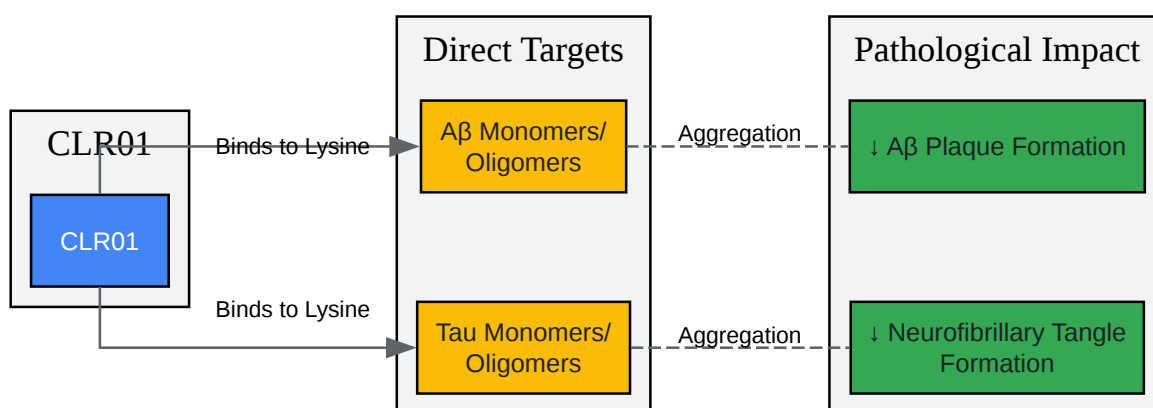 Direct Targets
Pathological Impact
CLR01
Binds to Lysine
Aβ Monomers/
Oligomers
Aggregation
↓ Aβ Plaque Formation
CLR01
Binds to Lysine
Tau Monomers/
Oligomers
Aggregation
↓ Neurofibrillary Tangle
Formation